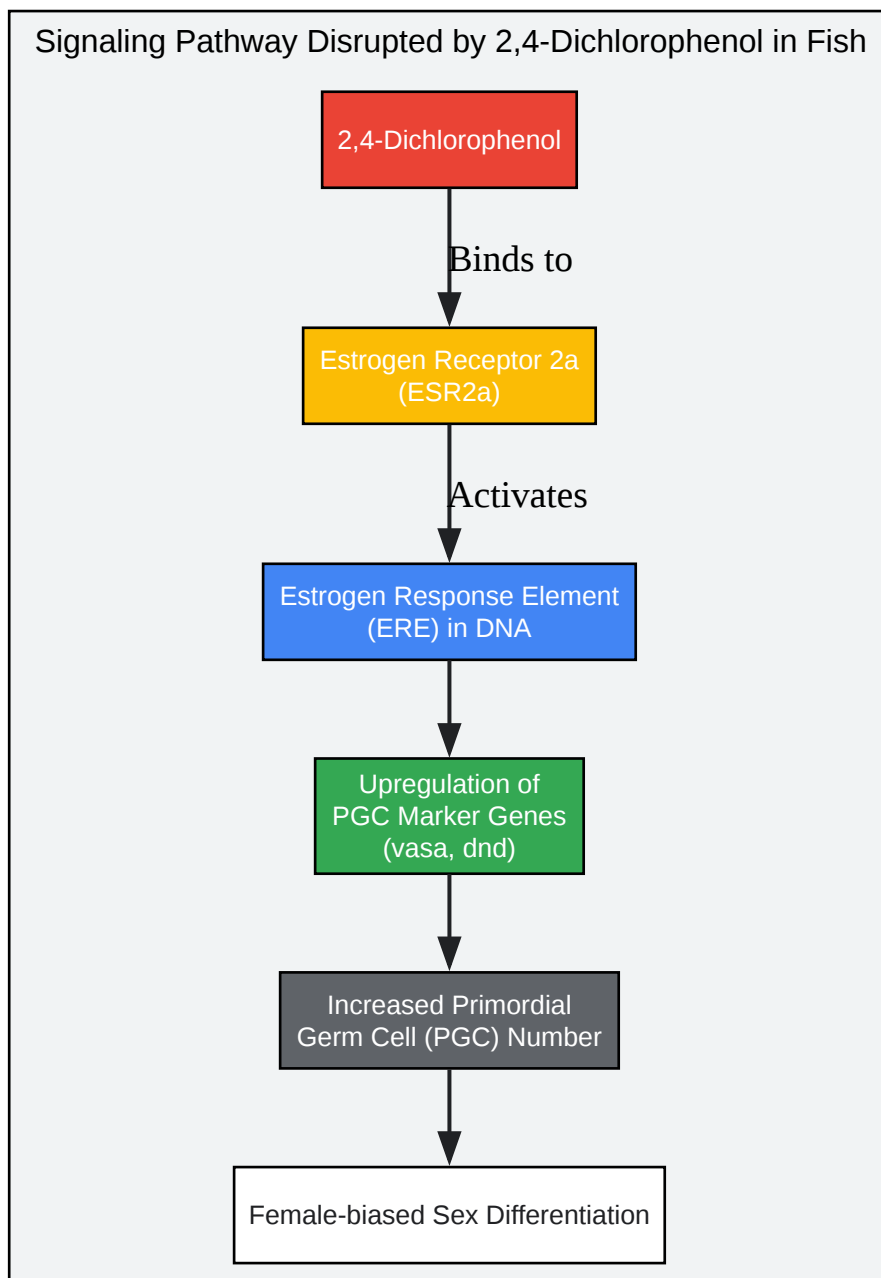 Signaling Pathway Disrupted by 2,4-Dichlorophenol in Fish
2,4-Dichlorophenol
Binds to
Estrogen Receptor 2a
(ESR2a)
Activates
Estrogen Response Element
(ERE) in DNA
Upregulation of
PGC Marker Genes
(vasa, dnd)
Increased Primordial
Germ Cell (PGC) Number
Female-biased Sex Differentiation